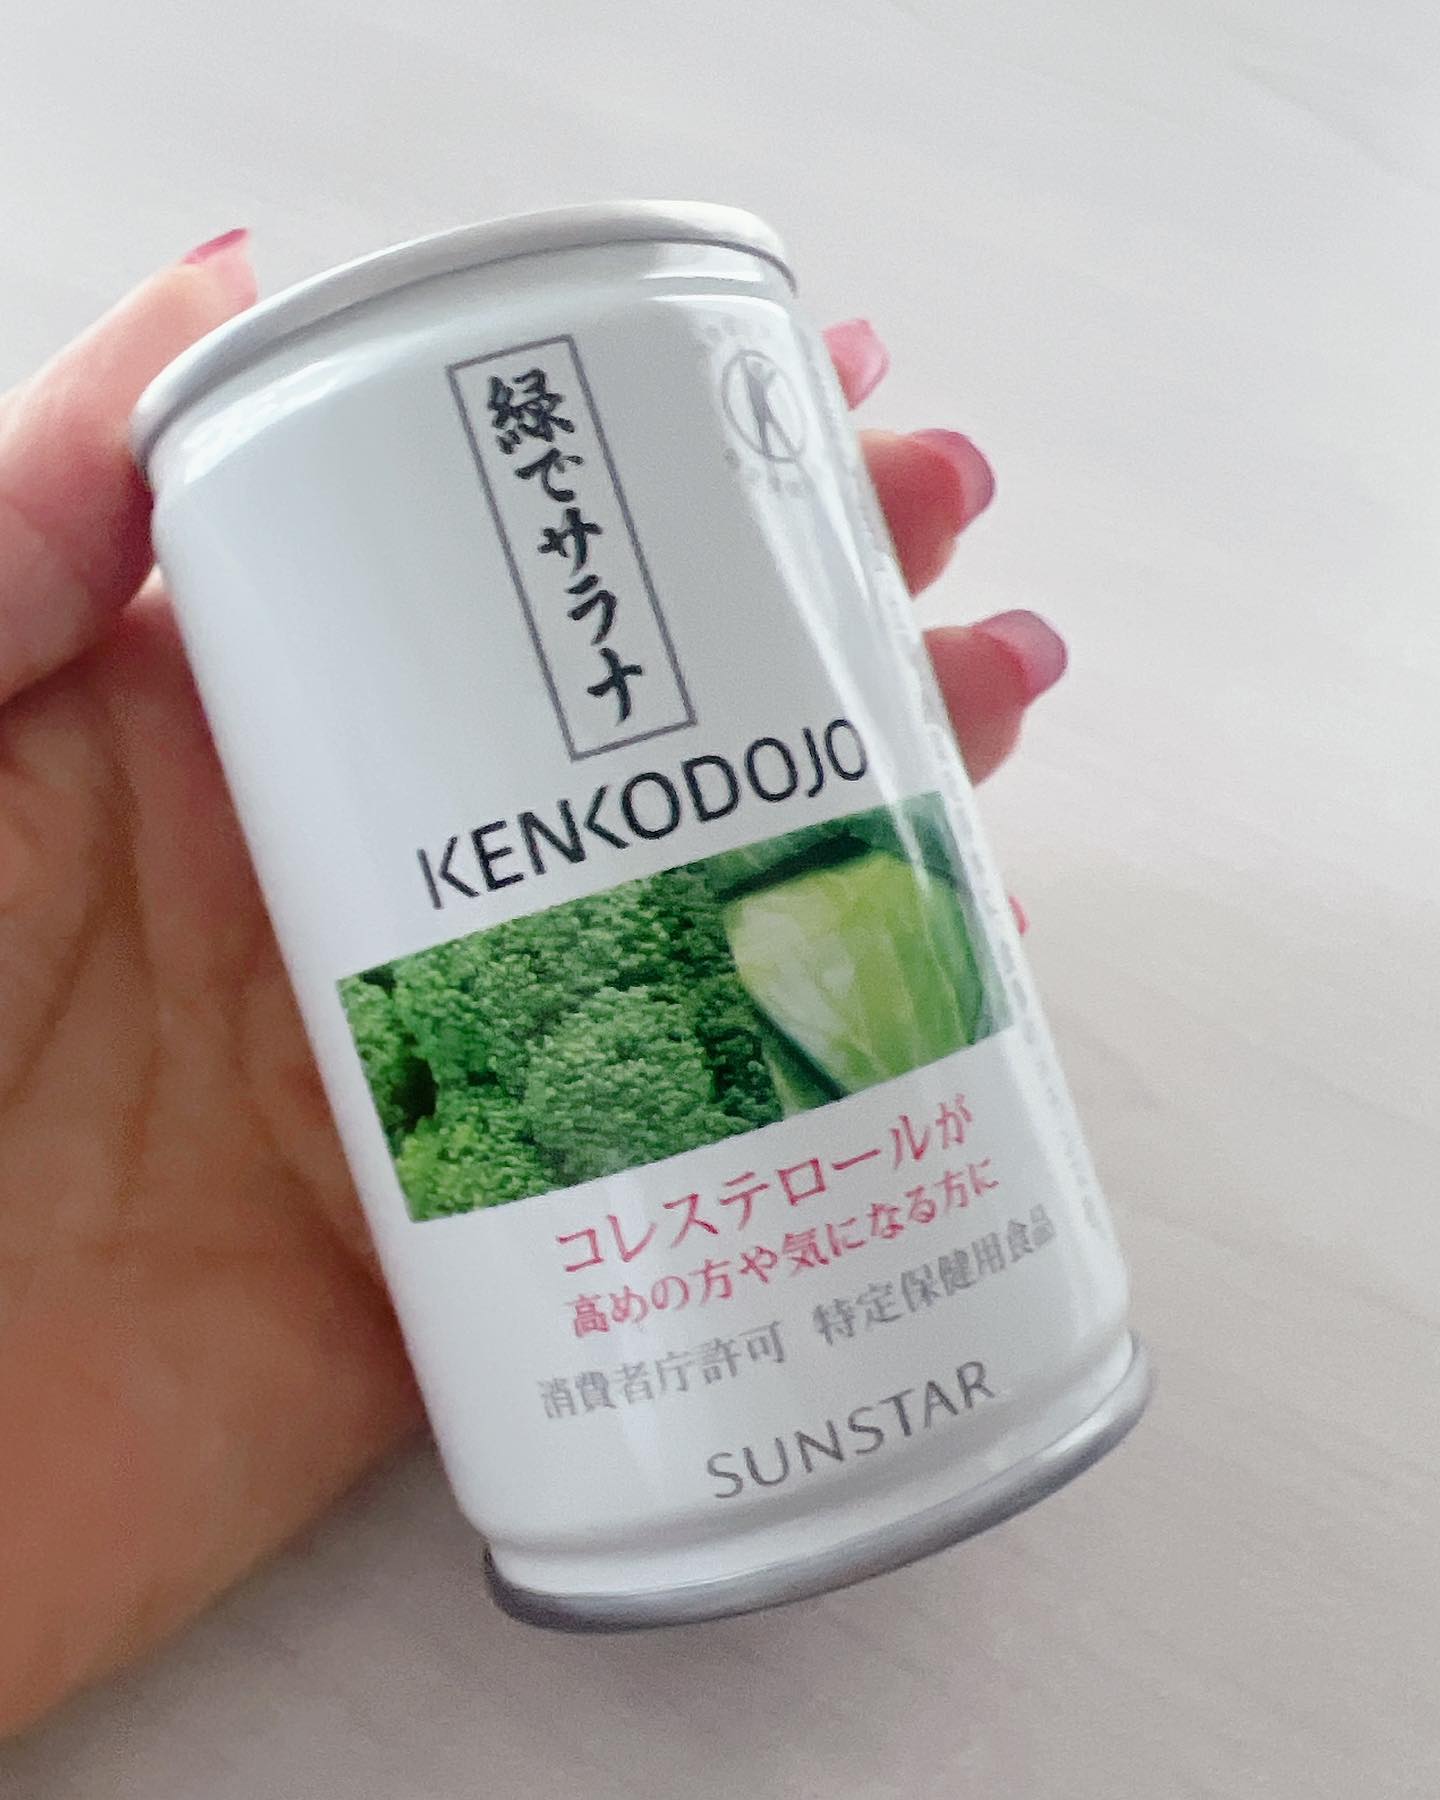 緑でサラナ
KENKODOJO
コレステロールが
高めの方や気になる方に
消費者庁許可 特定保健用食品
SUNSTAR